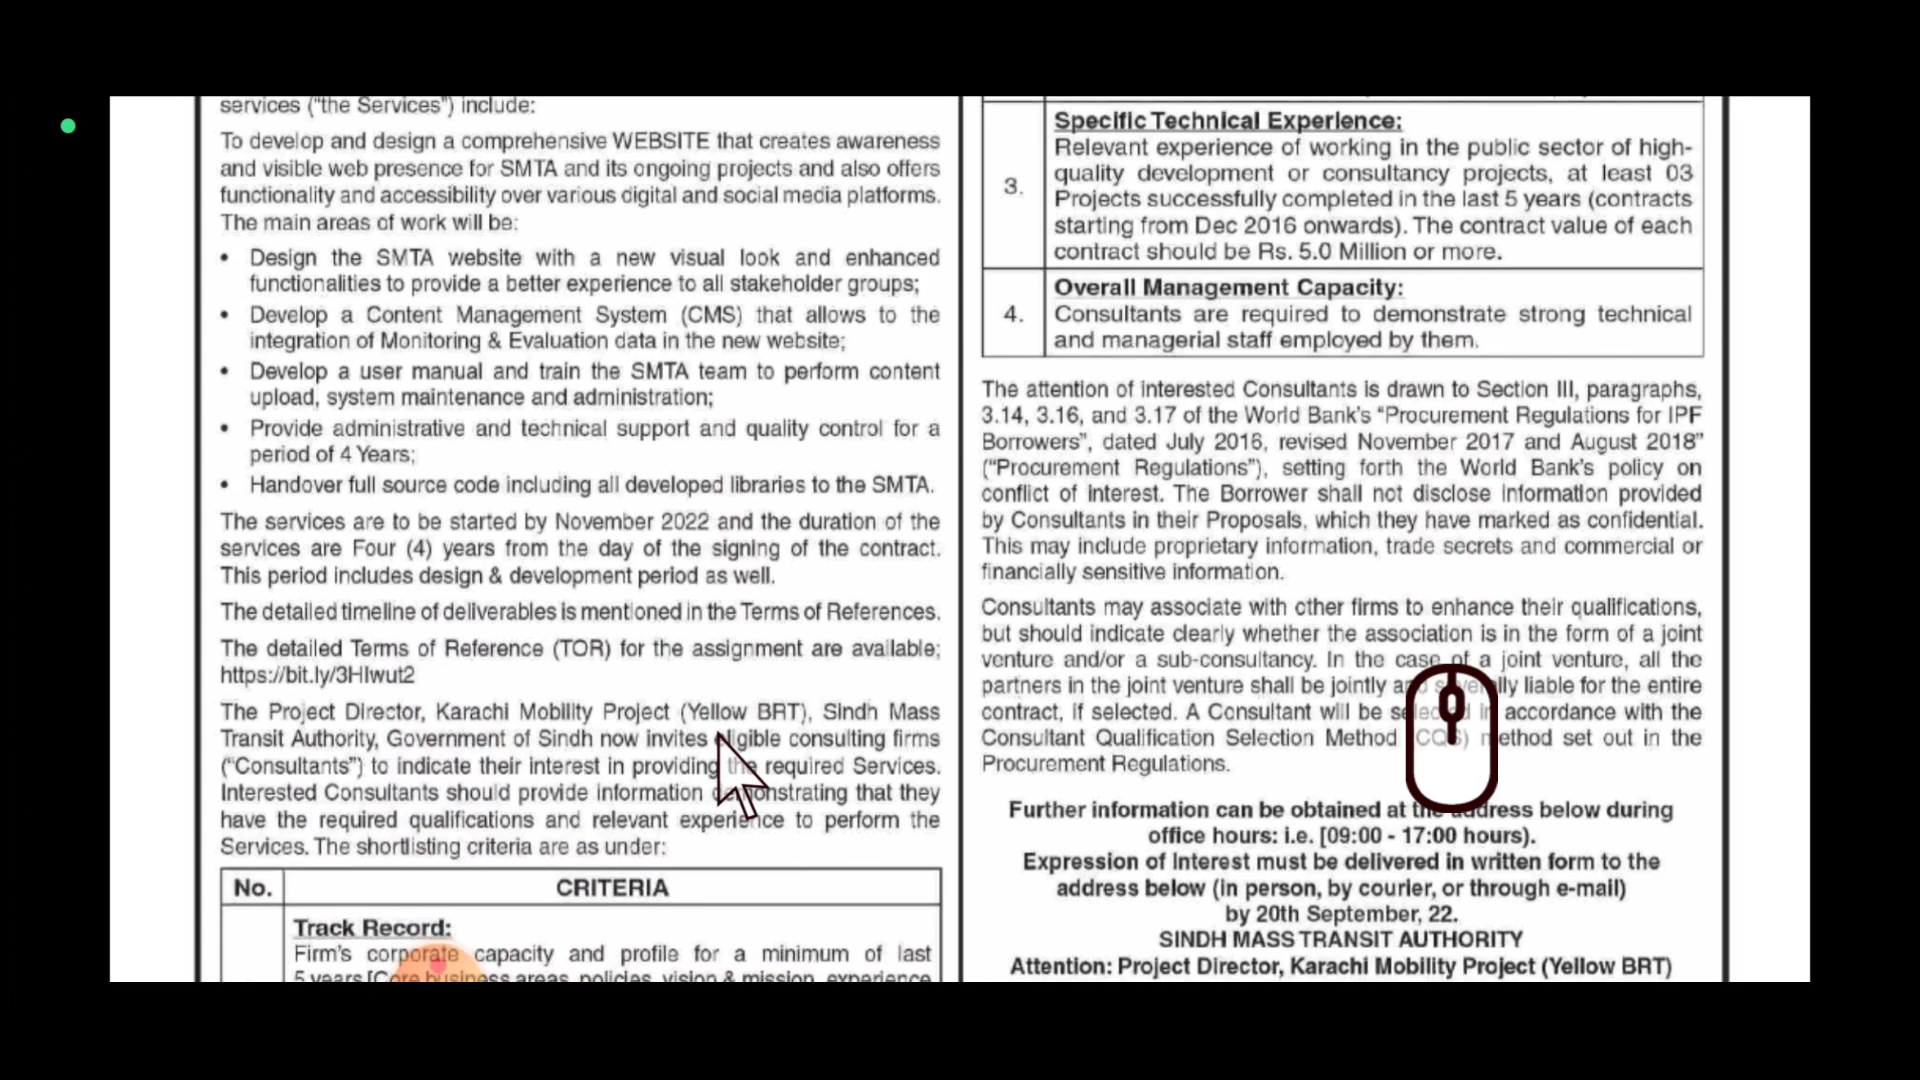 services ("the Services") include:
To develop and design a comprehensive WEBSITE that creates awareness
and visible web presence for SMTA and its ongoing projects and also offers
functionality and accessibility over various digital and social media platforms.
The main areas of work will be:
• Design the SMTA website with a new visual look and enhanced
functionalities to provide a better experience to all stakeholder groups;
• Develop a Content Management System (CMS) that allows to the
integration of Monitoring & Evaluation data in the new website;
• Develop a user manual and train the SMTA team to perform content
upload, system maintenance and administration;
• Provide administrative and technical support and quality control for a
period of 4 Years;
• Handover full source code including all developed libraries to the SMTA.
The services are to be started by November 2022 and the duration of the
services are Four (4) years from the day of the signing of the contract.
This period includes design & development period as well.
The detailed timeline of deliverables is mentioned in the Terms of References.
The detailed Terms of Reference (TOR) for the assignment are available;
https://bit.ly/3HIwut2
The Project Director, Karachi Mobility Project (Yellow BRT), Sindh Mass
Transit Authority, Government of Sindh now invites eligible consulting firms
("Consultants") to indicate their interest in providing the required Services.
Interested Consultants should provide information demonstrating that they
have the required qualifications and relevant experience to perform the
Services. The shortlisting criteria are as under:
No. CRITERIA
Track Record:
Firm's corporate capacity and profile for a minimum of last
5 years [Core business areas, policies, vision & mission, experience
3. Specific Technical Experience:
Relevant experience of working in the public sector of high-
quality development or consultancy projects, at least 03
Projects successfully completed in the last 5 years (contracts
starting from Dec 2016 onwards). The contract value of each
contract should be Rs. 5.0 Million or more.
4. Overall Management Capacity:
Consultants are required to demonstrate strong technical
and managerial staff employed by them.
The attention of interested Consultants is drawn to Section III, paragraphs,
3.14, 3.16, and 3.17 of the World Bank's "Procurement Regulations for IPF
Borrowers", dated July 2016, revised November 2017 and August 2018"
("Procurement Regulations"), setting forth the World Bank's policy on
conflict of interest. The Borrower shall not disclose information provided
by Consultants in their Proposals, which they have marked as confidential.
This may include proprietary information, trade secrets and commercial or
financially sensitive information.
Consultants may associate with other firms to enhance their qualifications,
but should indicate clearly whether the association is in the form of a joint
venture and/or a sub-consultancy. In the case of a joint venture, all the
partners in the joint venture shall be jointly and severally liable for the entire
contract, if selected. A Consultant will be selected in accordance with the
Consultant Qualification Selection Method (CQS) method set out in the
Procurement Regulations.
Further information can be obtained at the address below during
office hours: i.e. [09:00 - 17:00 hours).
Expression of Interest must be delivered in written form to the
address below (in person, by courier, or through e-mail)
by 20th September, 22.
SINDH MASS TRANSIT AUTHORITY
Attention: Project Director, Karachi Mobility Project (Yellow BRT)